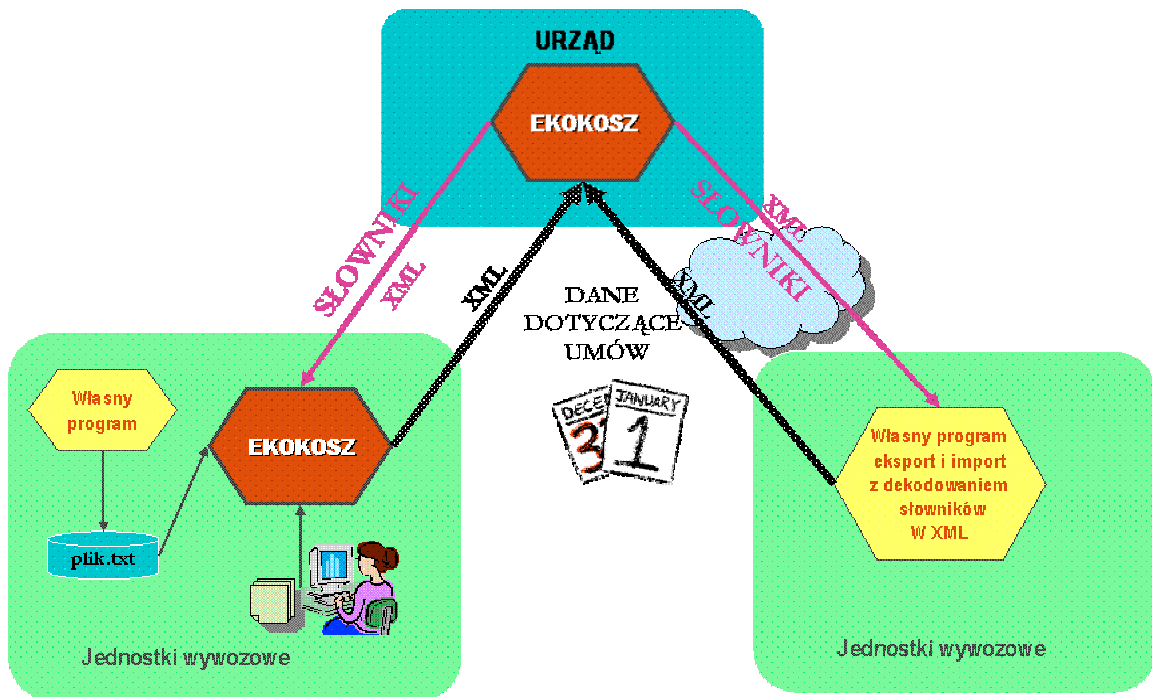 URZĄD
EKOKOSZ
SŁOWNIKI
XML
XML
XML
SŁOWNIKI
XML
DANE
DOTYCZĄCE
UMÓW
JANUARY
1
Własny
program
EKOKOSZ
plik.txt
Jednostki wywozowe
Własny program
eksport i import
z dekodowaniem
słowników
W XML
Jednostki wywozowe